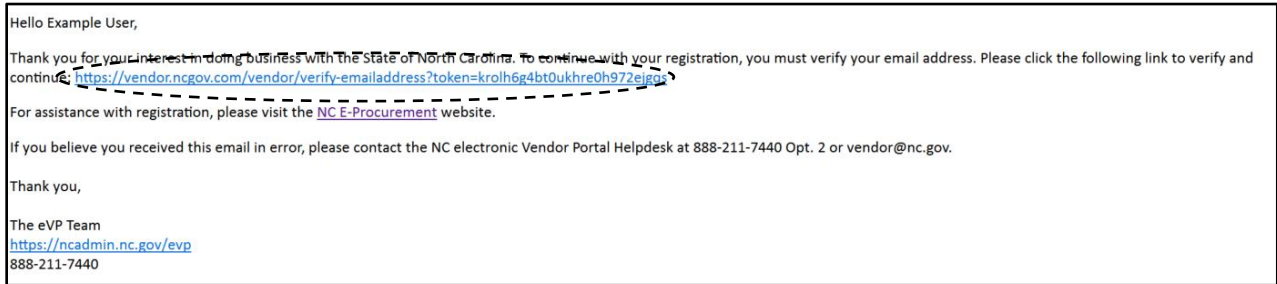 Hello Example User,
Thank you for your interest in doing business with the State of North Carolina. To continue with your registration, you must verify your email address. Please click the following link to verify and
continue: https://vendor.ncgov.com/vendor/verify-emailaddress?token=krolh6g4bt0ukhre0h972ejgqs
For assistance with registration, please visit the NC E-Procurement website.
If you believe you received this email in error, please contact the NC electronic Vendor Portal Helpdesk at 888-211-7440 Opt. 2 or vendor@nc.gov.
Thank you,
The eVP Team
https://ncadmin.nc.gov/evp
888-211-7440